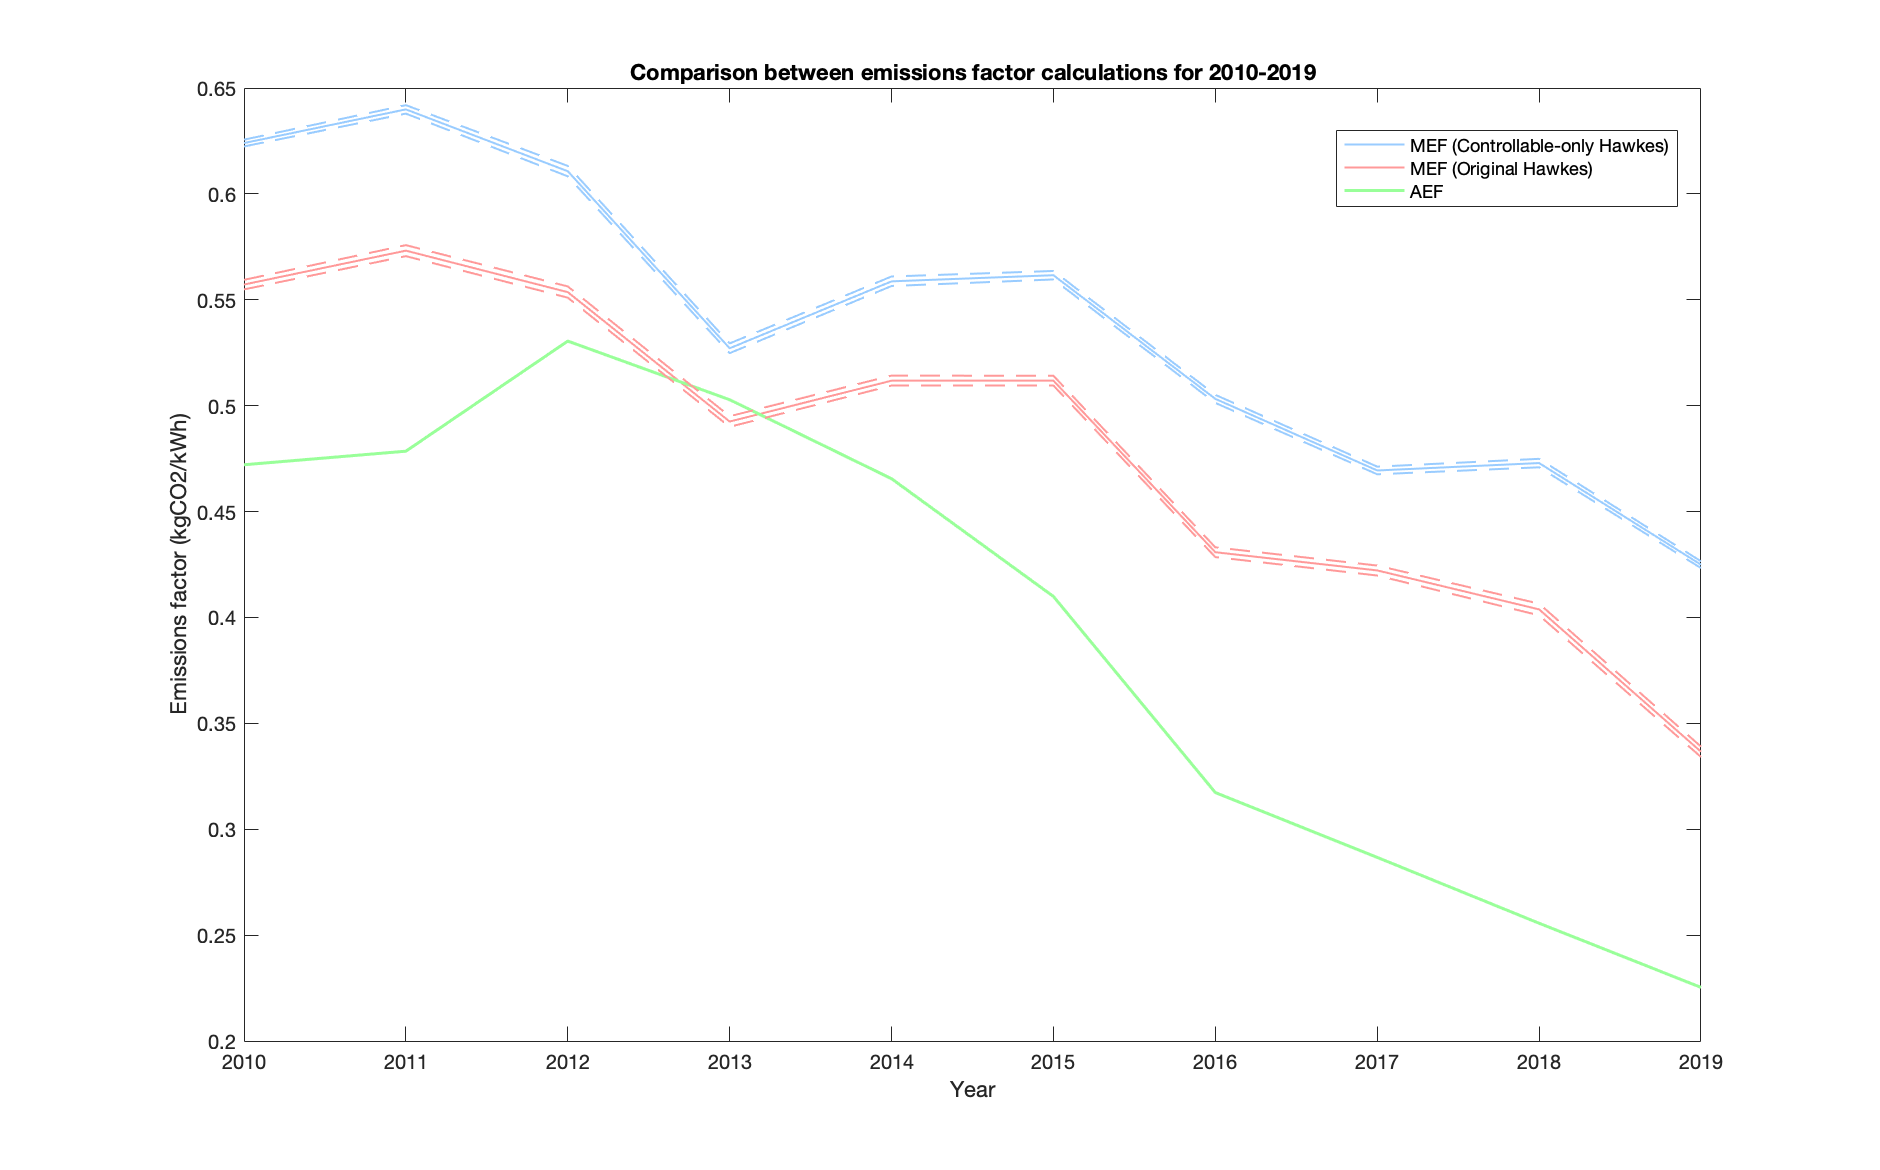 Comparison between emissions factor calculations for 2010-2019
0.65
0.6
0.55
0.5
0.45
0.4
0.35
0.3
0.25
0.2
Emissions factor (kgCO2/kWh)
MEF (Controllable-only Hawkes)
MEF (Original Hawkes)
AEF
2010 2011 2012 2013 2014 2015 2016 2017 2018 2019
Year